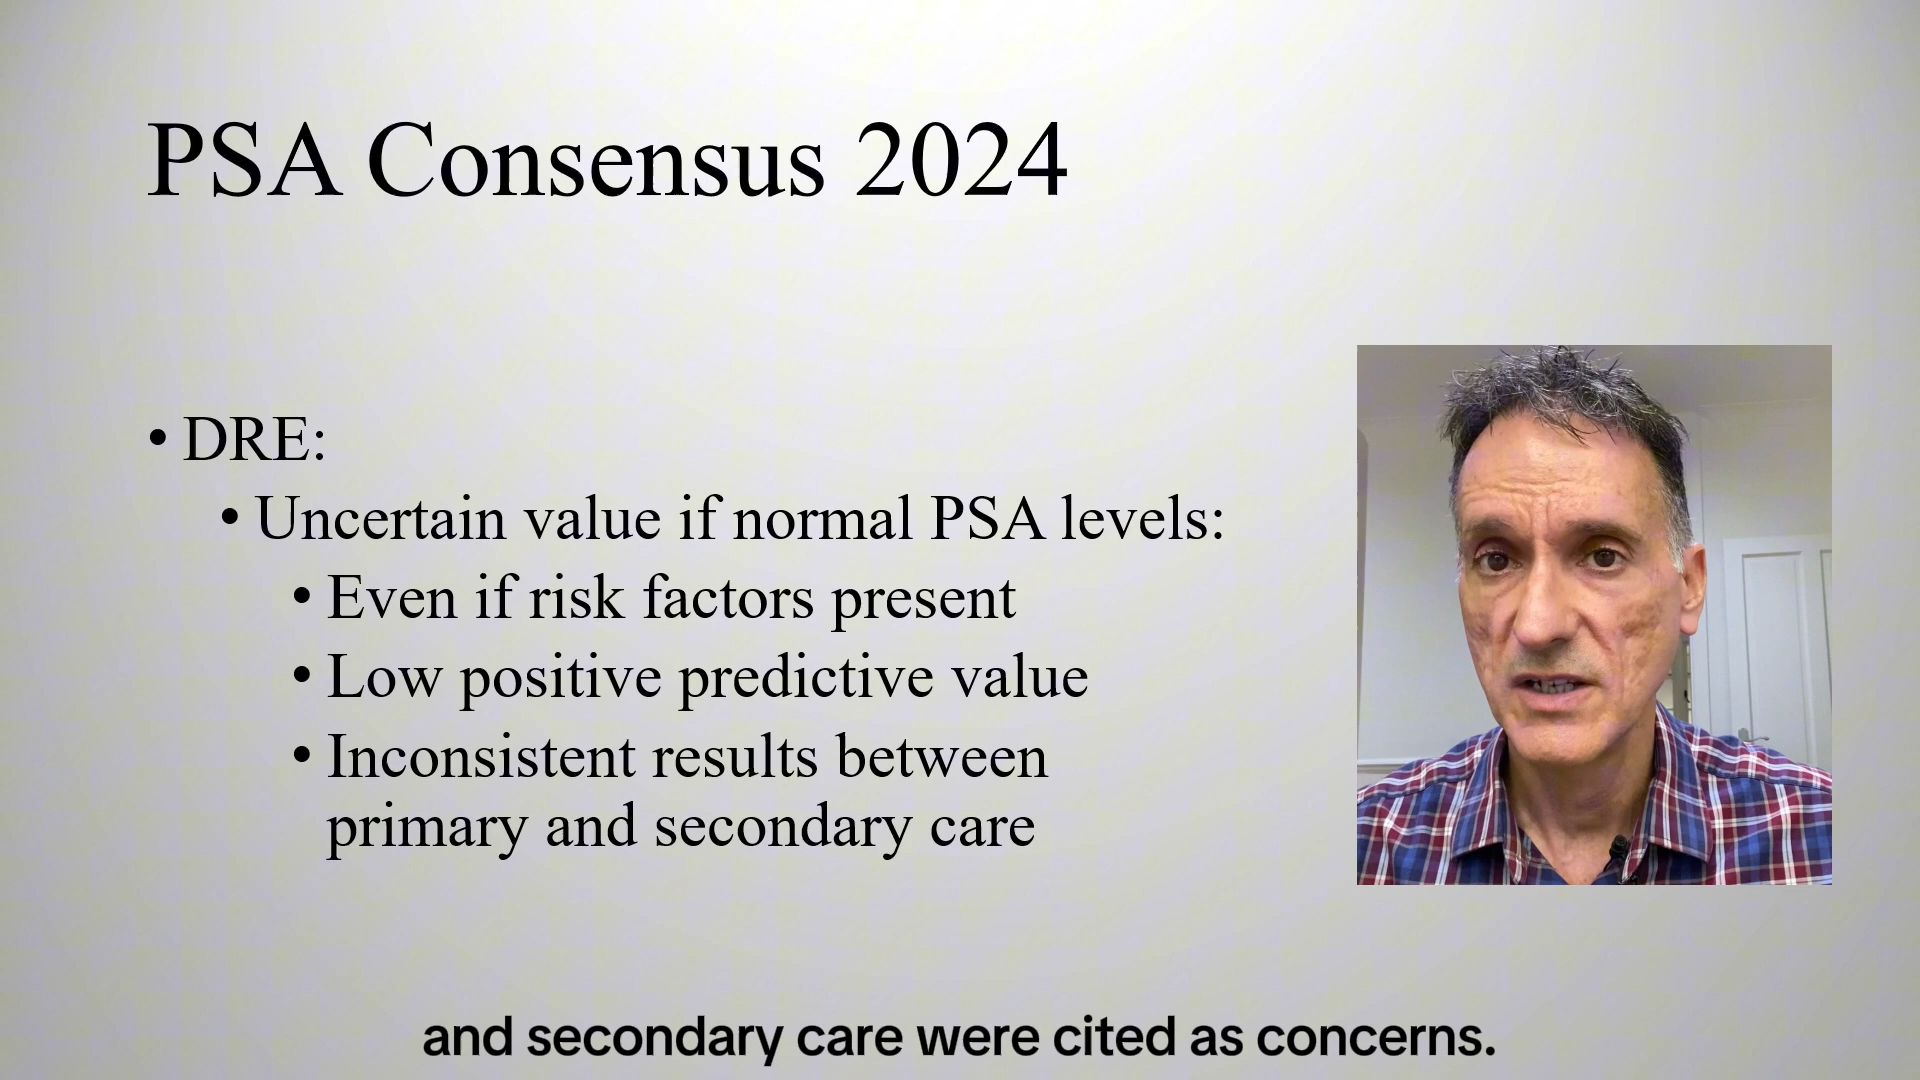 PSA Consensus 2024
• DRE:
• Uncertain value if normal PSA levels:
• Even if risk factors present
• Low positive predictive value
• Inconsistent results between
primary and secondary care
and secondary care were cited as concerns.